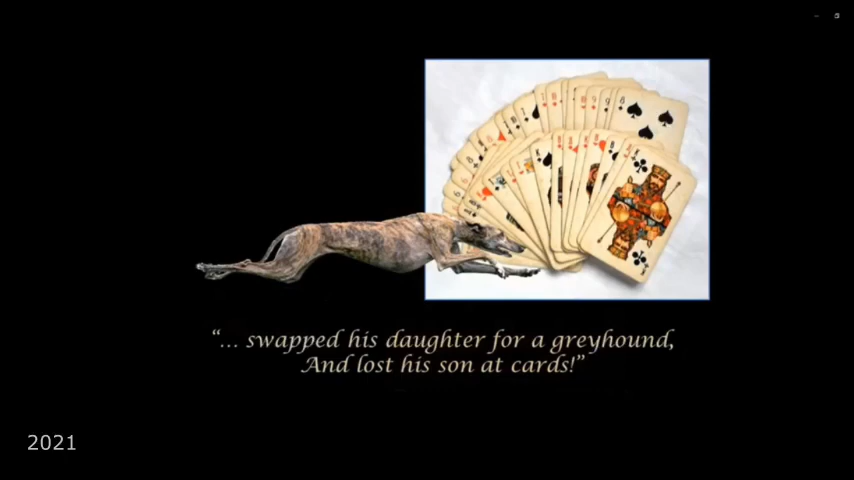 “... swapped his daughter for a greyhound,
And lost his son at cards!”
2021